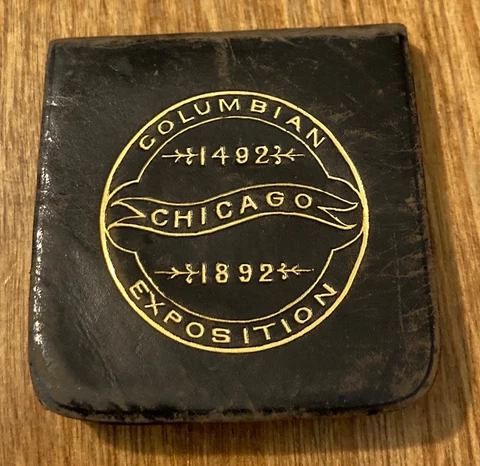 COLUMBIAN
1492
CHICAGO
1892
EXPOSITION